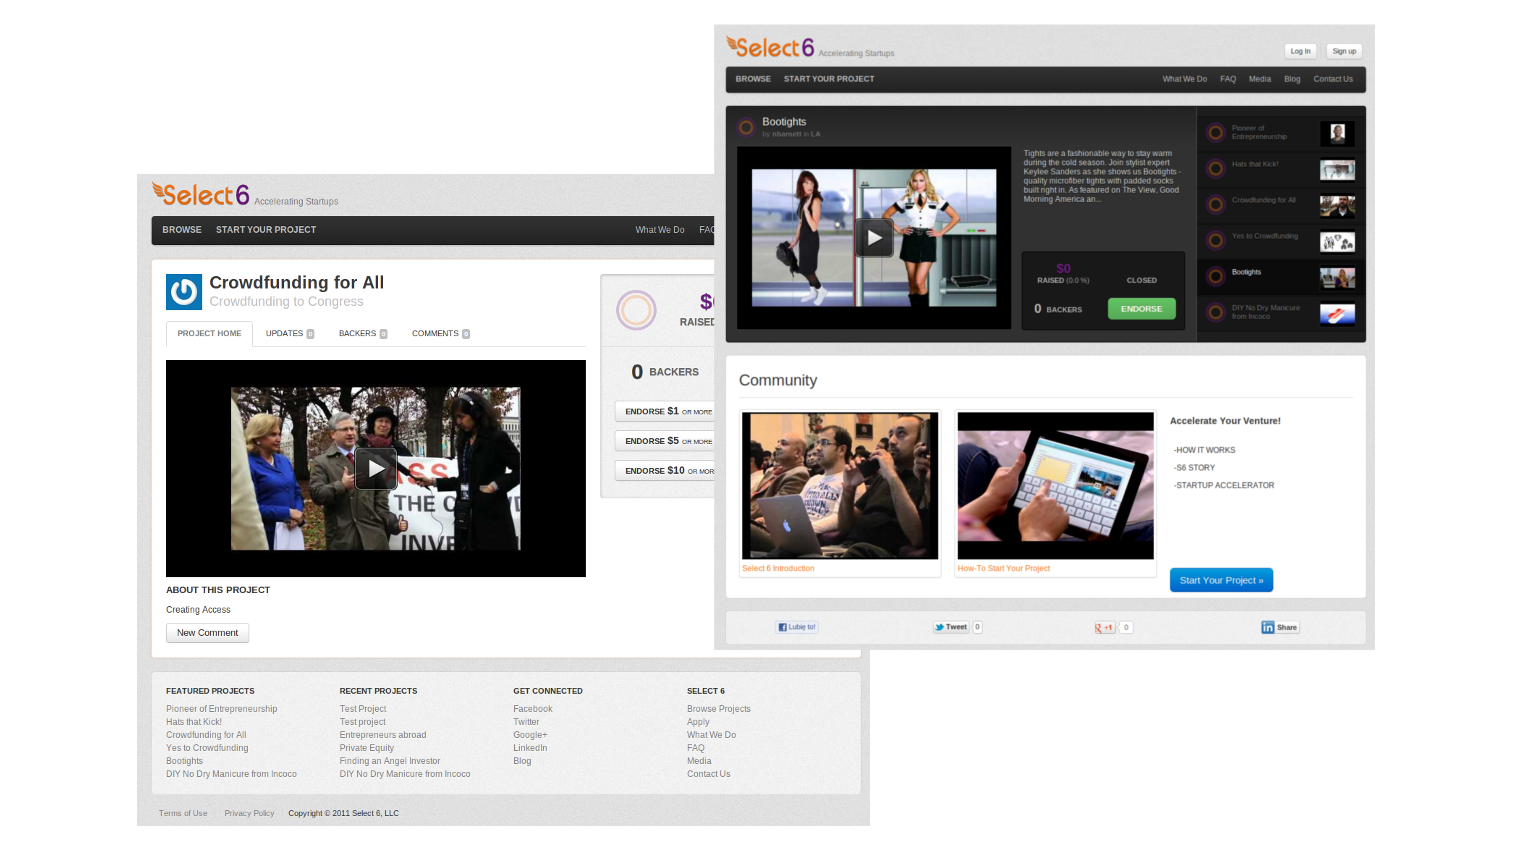 Select6 Accelerating Startups
Log In Sign up
BROWSE START YOUR PROJECT What We Do FAQ Media Blog Contact Us
Bootights
by nbarnett in LA
Tights are a fashionable way to stay warm
during the cold season. Join stylist expert
Keylee Sanders as she shows us Bootights -
quality microfiber tights with padded socks
built right in. As featured on The View, Good
Morning America an...
$0
RAISED (0.0 %) CLOSED
0 BACKERS ENDORSE
Pioneer of
Entrepreneurship
Hats that Kick!
Crowdfunding for All
Yes to Crowdfunding
Bootights
DIY No Dry Manicure
from Incoco
Community
Select 6 Introduction
How-To Start Your Project
Accelerate Your Venture!
-HOW IT WORKS
-S6 STORY
-STARTUP ACCELERATOR
Start Your Project »
Lubię to! Tweet 0 +1 0 Share
Select6 Accelerating Startups
BROWSE START YOUR PROJECT What We Do FAQ
Crowdfunding for All
Crowdfunding to Congress
PROJECT HOME UPDATES 0 BACKERS 0 COMMENTS 0
ASS
THE C
INVE
ABOUT THIS PROJECT
Creating Access
New Comment
RAISED
0 BACKERS
ENDORSE $1 OR MORE
ENDORSE $5 OR MORE
ENDORSE $10 OR MOR
FEATURED PROJECTS
Pioneer of Entrepreneurship
Hats that Kick!
Crowdfunding for All
Yes to Crowdfunding
Bootights
DIY No Dry Manicure from Incoco
RECENT PROJECTS
Test Project
Test project
Entrepreneurs abroad
Private Equity
Finding an Angel Investor
DIY No Dry Manicure from Incoco
GET CONNECTED
Facebook
Twitter
Google+
LinkedIn
Blog
SELECT 6
Browse Projects
Apply
What We Do
FAQ
Media
Contact Us
Terms of Use Privacy Policy Copyright © 2011 Select 6, LLC